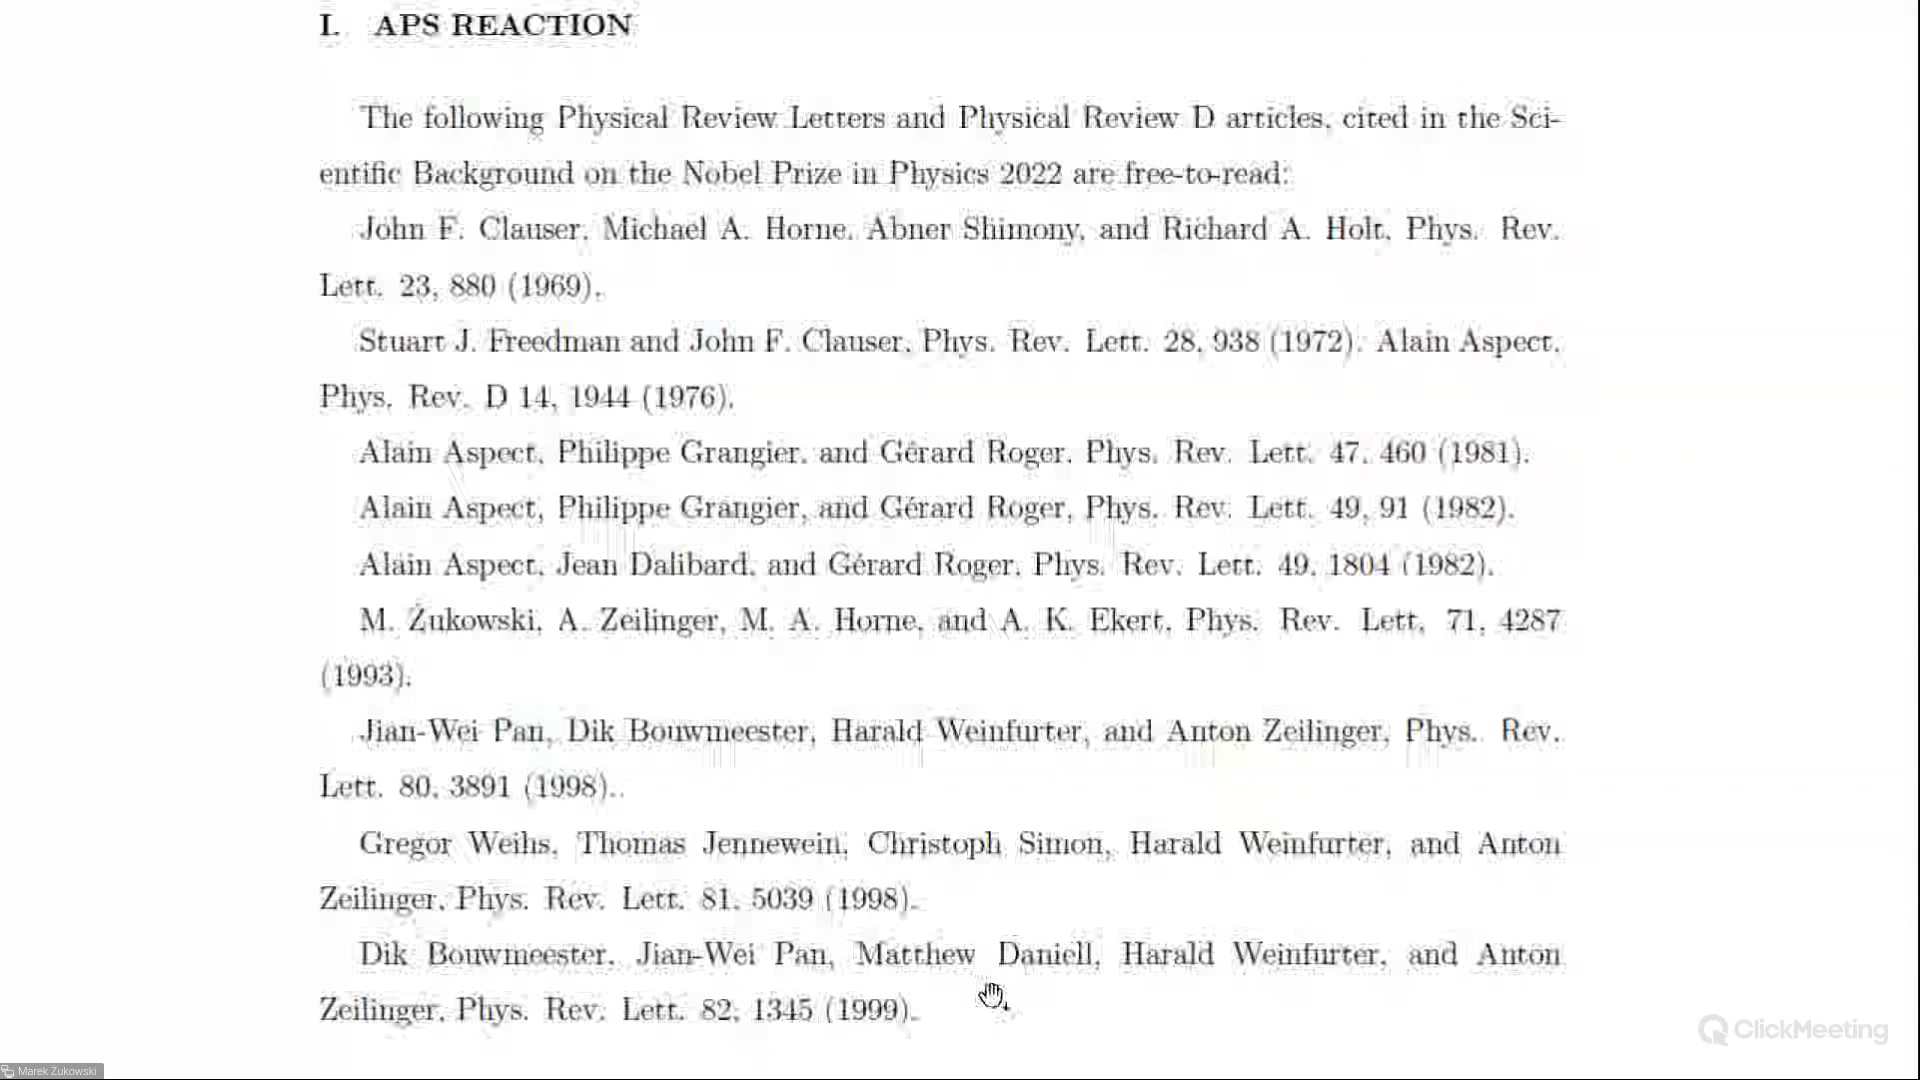 I. APS REACTION
The following Physical Review Letters and Physical Review D articles, cited in the Sci-
entific Background on the Nobel Prize in Physics 2022 are free-to-read:
John F. Clauser, Michael A. Horne, Abner Shimony, and Richard A. Holt, Phys. Rev.
Lett. 23, 880 (1969).
Stuart J. Freedman and John F. Clauser, Phys. Rev. Lett. 28, 938 (1972). Alain Aspect,
Phys. Rev. D 14, 1944 (1976).
Alain Aspect, Philippe Grangier, and Gérard Roger, Phys. Rev. Lett. 47, 460 (1981).
Alain Aspect, Philippe Grangier, and Gérard Roger, Phys. Rev. Lett. 49, 91 (1982).
Alain Aspect, Jean Dalibard, and Gérard Roger, Phys. Rev. Lett. 49, 1804 (1982).
M. Żukowski, A. Zeilinger, M. A. Horne, and A. K. Ekert, Phys. Rev. Lett. 71, 4287
(1993).
Jian-Wei Pan, Dik Bouwmeester, Harald Weinfurter, and Anton Zeilinger, Phys. Rev.
Lett. 80, 3891 (1998)..
Gregor Weihs, Thomas Jennewein, Christoph Simon, Harald Weinfurter, and Anton
Zeilinger, Phys. Rev. Lett. 81, 5039 (1998).
Dik Bouwmeester, Jian-Wei Pan, Matthew Daniell, Harald Weinfurter, and Anton
Zeilinger, Phys. Rev. Lett. 82, 1345 (1999).
ClickMeeting
Marek Żukowski